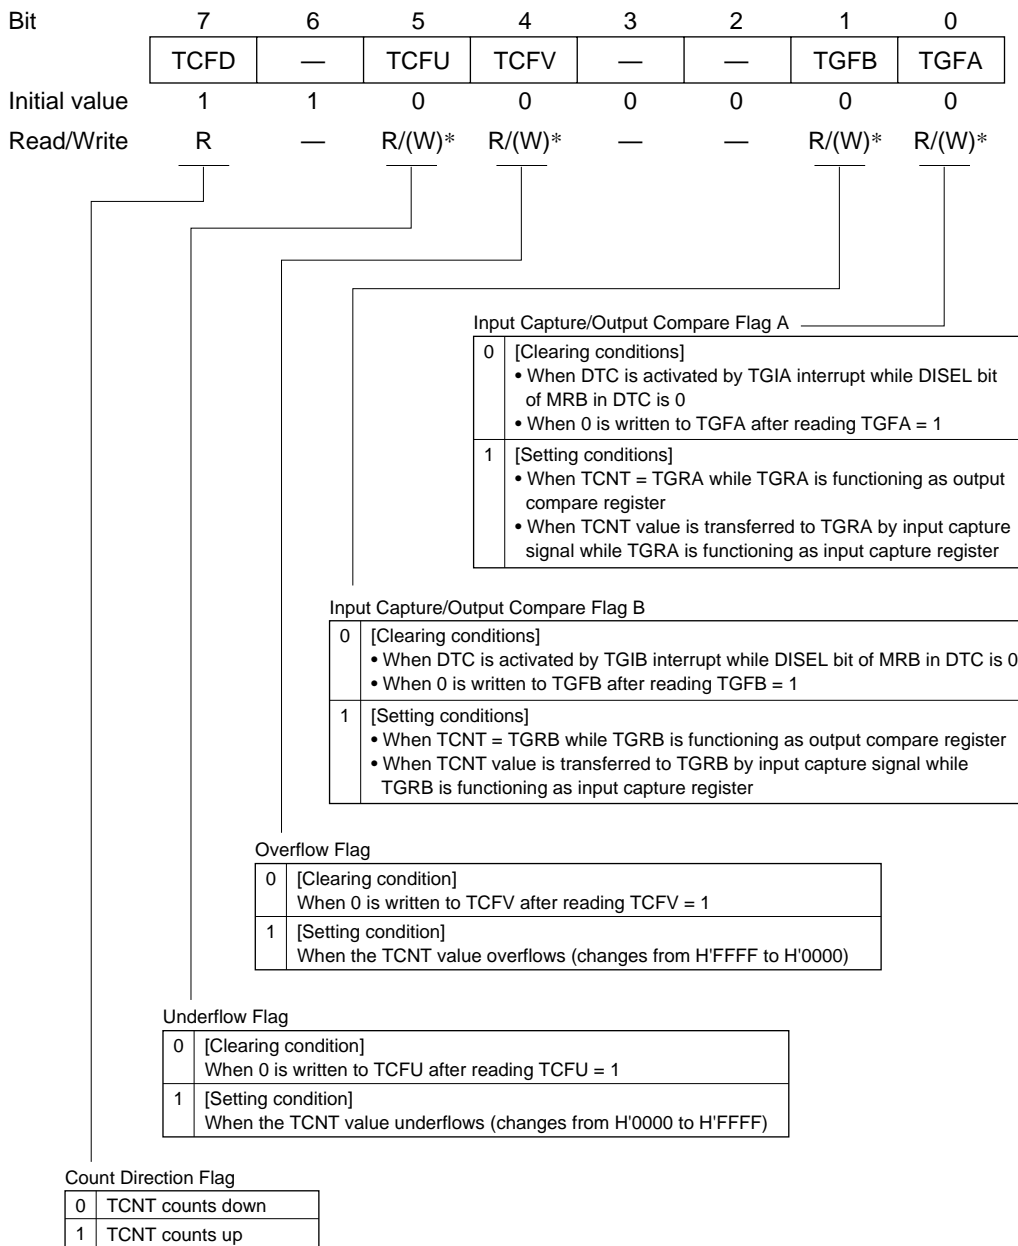 Bit 7 6 5 4 3 2 1 0
TCFD — TCFU TCFV — — TGFB TGFA
Initial value 1 1 0 0 0 0 0 0
Read/Write R — R/(W)* R/(W)* — — R/(W)* R/(W)*
Input Capture/Output Compare Flag A
0 [Clearing conditions]
• When DTC is activated by TGIA interrupt while DISEL bit
of MRB in DTC is 0
• When 0 is written to TGFA after reading TGFA = 1
1 [Setting conditions]
• When TCNT = TGRA while TGRA is functioning as output
compare register
• When TCNT value is transferred to TGRA by input capture
signal while TGRA is functioning as input capture register
Input Capture/Output Compare Flag B
0 [Clearing conditions]
• When DTC is activated by TGIB interrupt while DISEL bit of MRB in DTC is 0
• When 0 is written to TGFB after reading TGFB = 1
1 [Setting conditions]
• When TCNT = TGRB while TGRB is functioning as output compare register
• When TCNT value is transferred to TGRB by input capture signal while
TGRB is functioning as input capture register
Overflow Flag
0 [Clearing condition]
When 0 is written to TCFV after reading TCFV = 1
1 [Setting condition]
When the TCNT value overflows (changes from H'FFFF to H'0000)
Underflow Flag
0 [Clearing condition]
When 0 is written to TCFU after reading TCFU = 1
1 [Setting condition]
When the TCNT value underflows (changes from H'0000 to H'FFFF)
Count Direction Flag
0 TCNT counts down
1 TCNT counts up